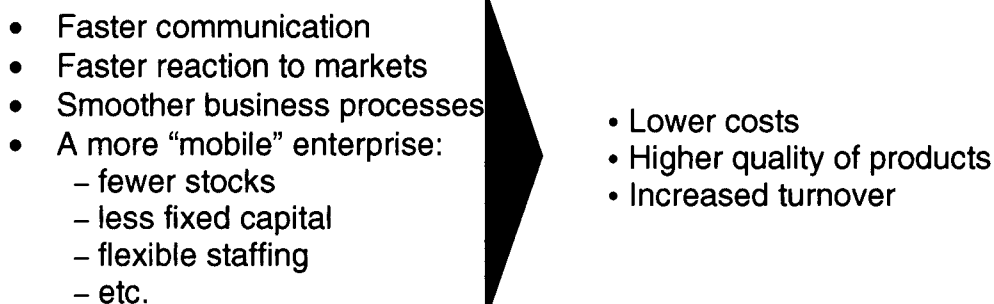 • Faster communication
• Faster reaction to markets
• Smoother business processes
• A more “mobile” enterprise:
– fewer stocks
– less fixed capital
– flexible staffing
– etc.
• Lower costs
• Higher quality of products
• Increased turnover